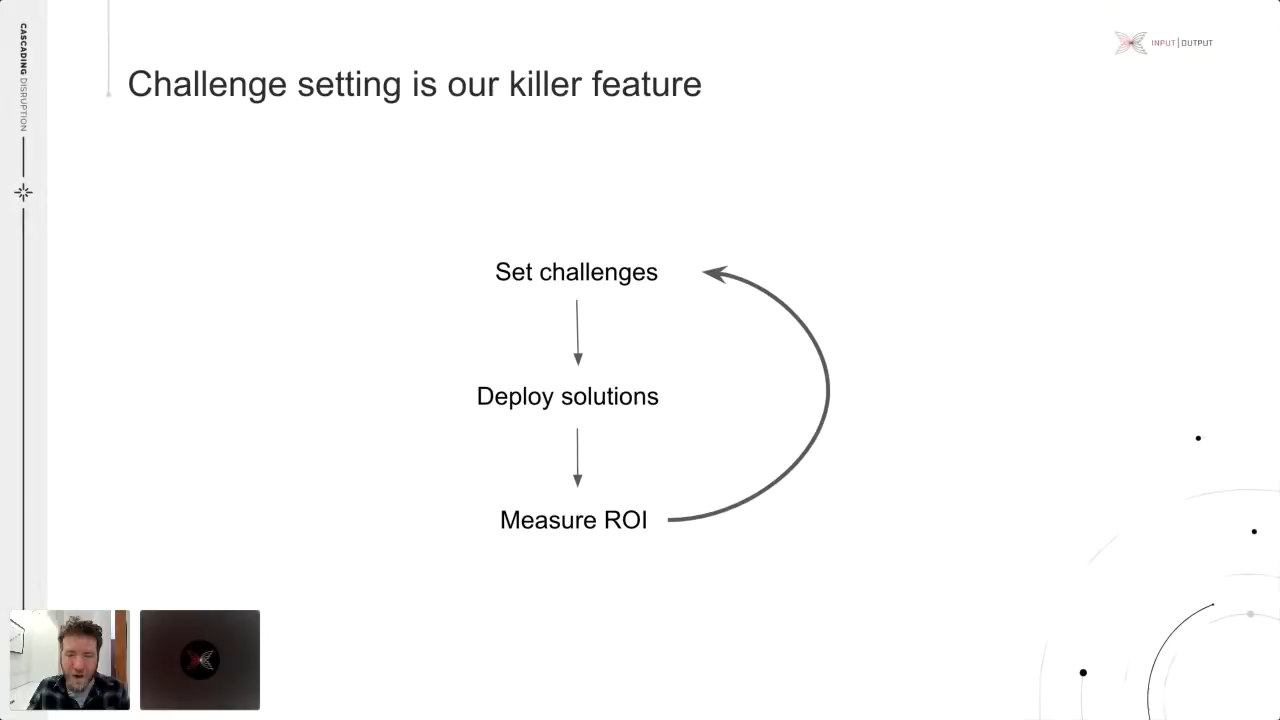 CASCADING DISRUPTION
INPUT|OUTPUT
Challenge setting is our killer feature
Set challenges
Deploy solutions
Measure ROI